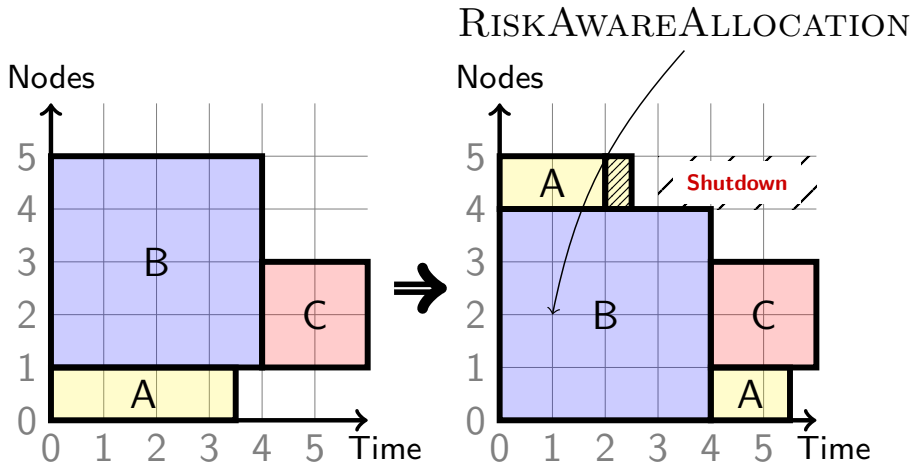 RISKAWAREALLOCATION
Nodes
5
4
3
2
1
0
B
C
A
0 1 2 3 4 5 Time
Nodes
5
4
3
2
1
0
A
Shutdown
B
C
A
0 1 2 3 4 5 Time